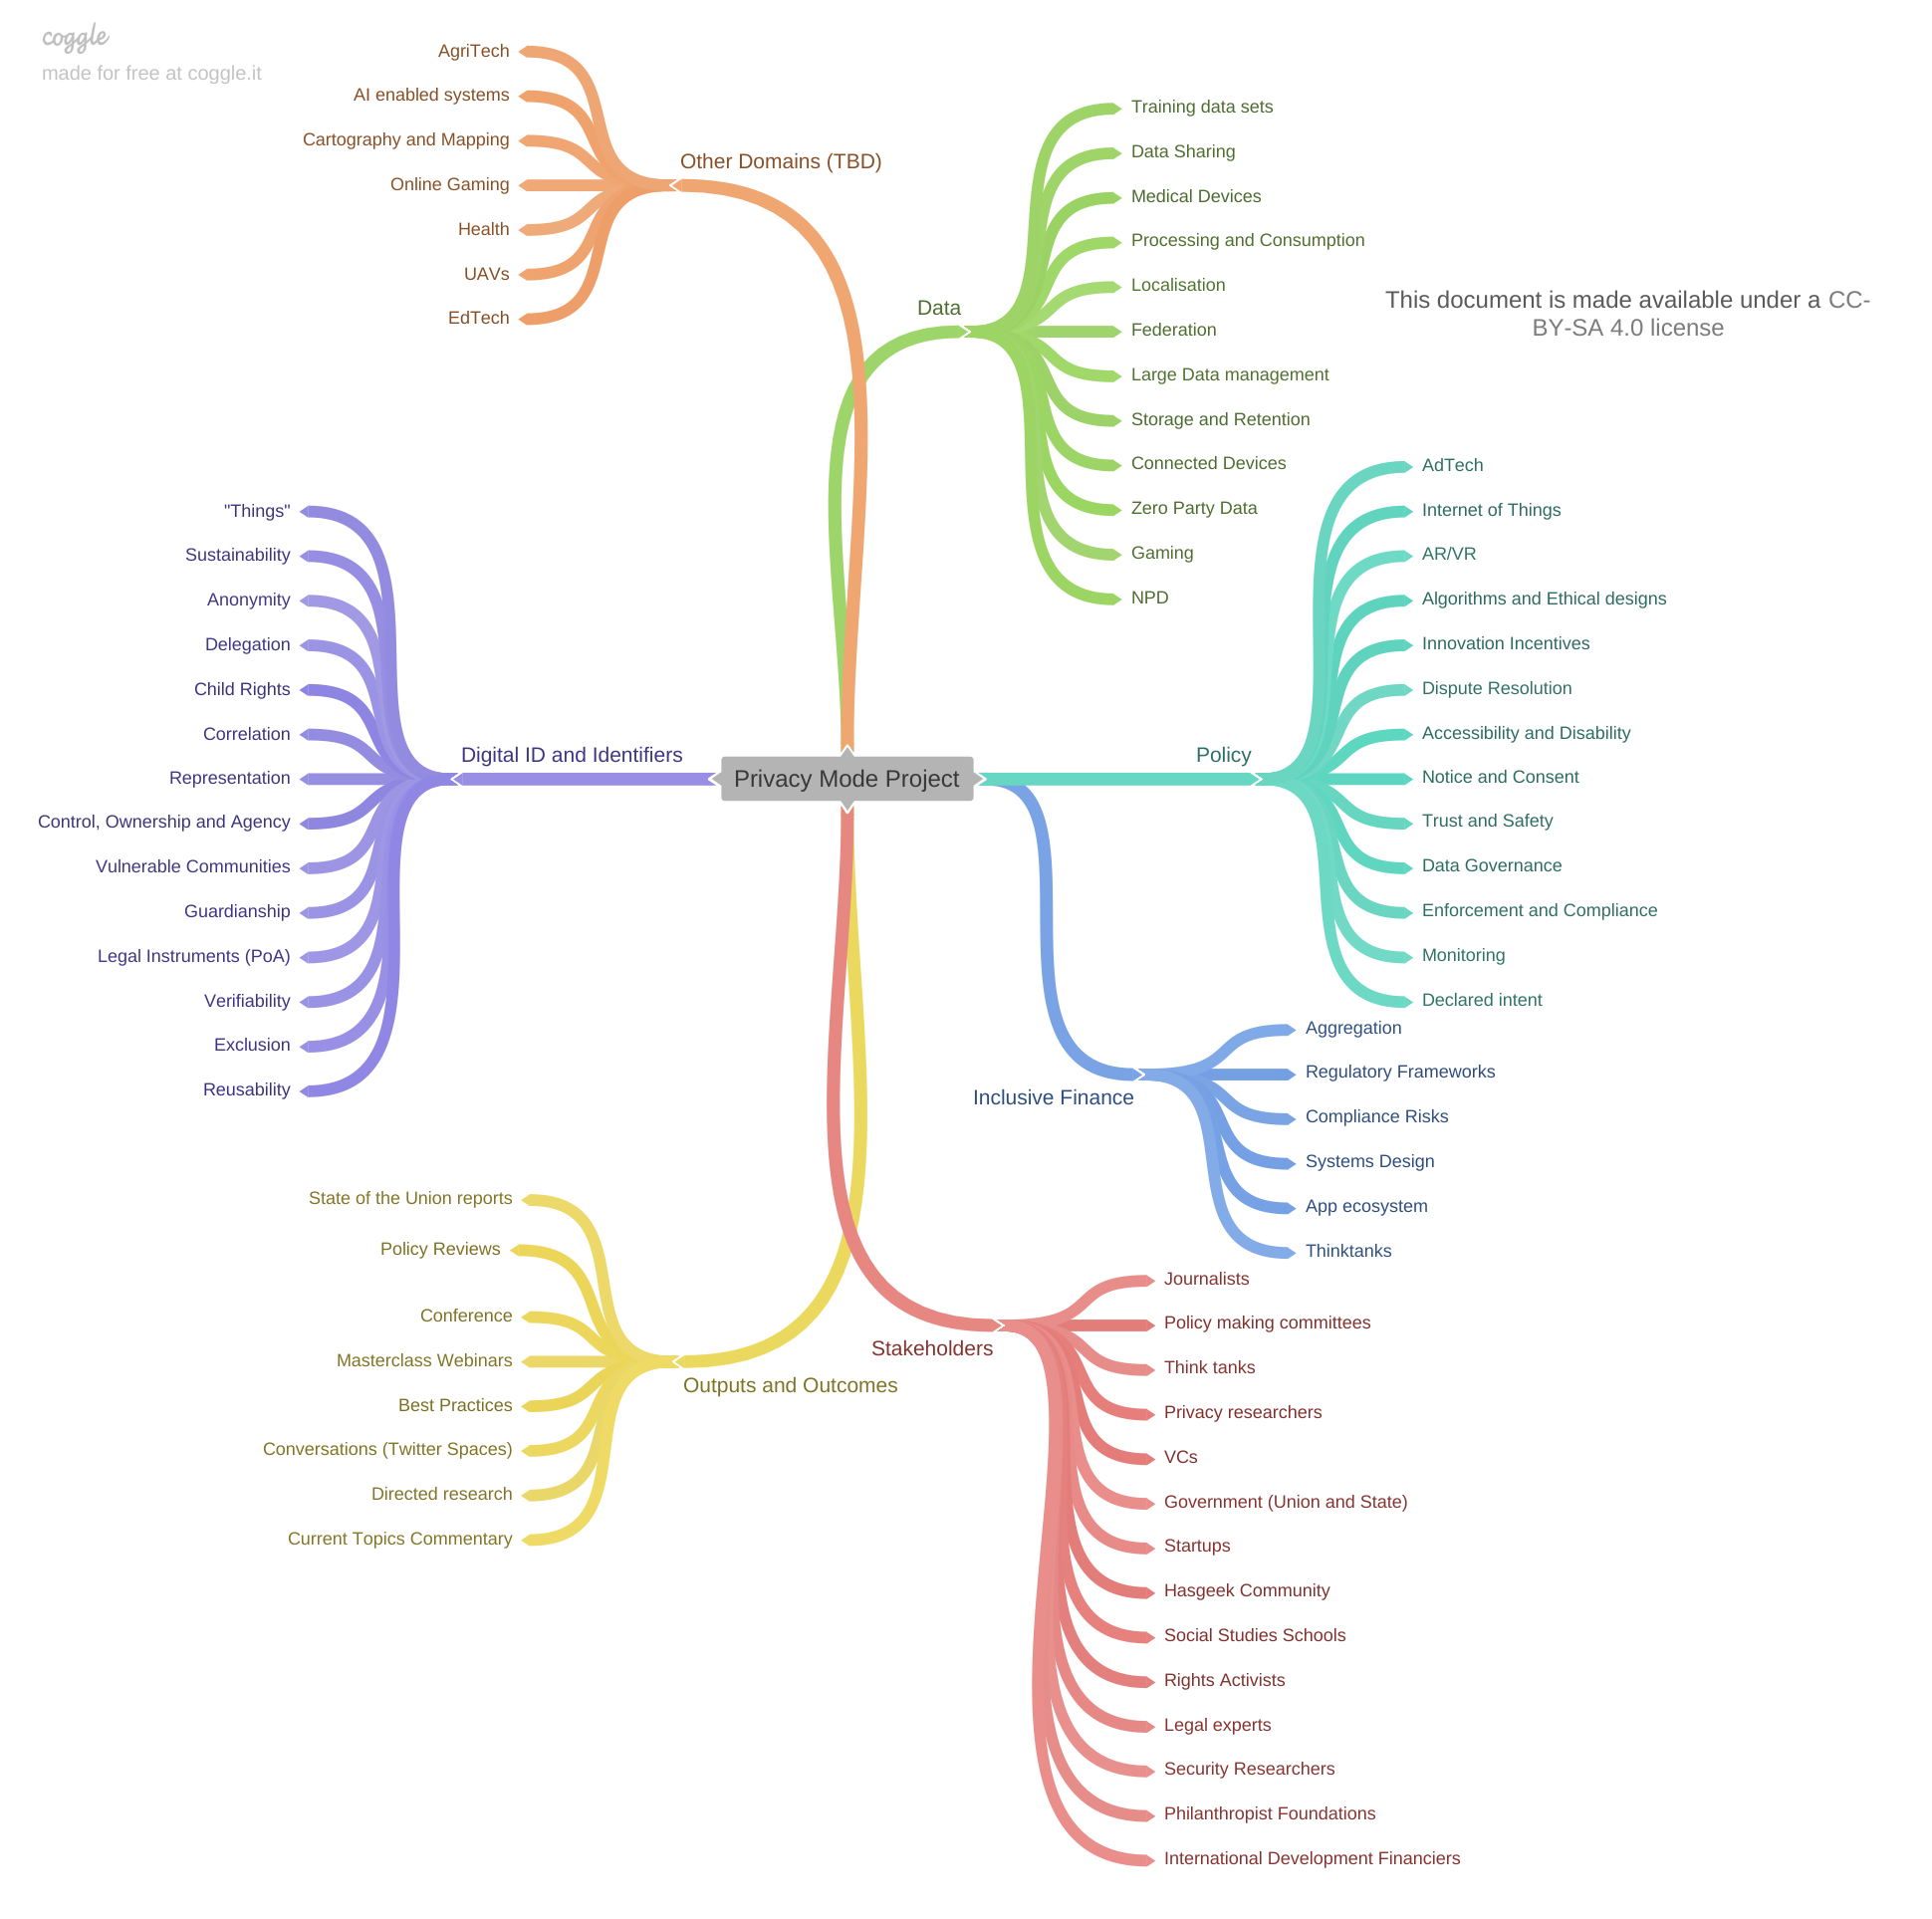 coggle
made for free at coggle.it
Other Domains (TBD)
AgriTech
AI enabled systems
Cartography and Mapping
Online Gaming
Health
UAVs
EdTech
Data
Training data sets
Data Sharing
Medical Devices
Processing and Consumption
Localisation
Federation
Large Data management
Storage and Retention
Connected Devices
Zero Party Data
Gaming
NPD
This document is made available under a CC-
BY-SA 4.0 license
Privacy Mode Project
Digital ID and Identifiers
"Things"
Sustainability
Anonymity
Delegation
Child Rights
Correlation
Representation
Control, Ownership and Agency
Vulnerable Communities
Guardianship
Legal Instruments (PoA)
Verifiability
Exclusion
Reusability
Policy
AdTech
Internet of Things
AR/VR
Algorithms and Ethical designs
Innovation Incentives
Dispute Resolution
Accessibility and Disability
Notice and Consent
Trust and Safety
Data Governance
Enforcement and Compliance
Monitoring
Declared intent
Inclusive Finance
Aggregation
Regulatory Frameworks
Compliance Risks
Systems Design
App ecosystem
Thinktanks
Outputs and Outcomes
State of the Union reports
Policy Reviews
Conference
Masterclass Webinars
Best Practices
Conversations (Twitter Spaces)
Directed research
Current Topics Commentary
Stakeholders
Journalists
Policy making committees
Think tanks
Privacy researchers
VCs
Government (Union and State)
Startups
Hasgeek Community
Social Studies Schools
Rights Activists
Legal experts
Security Researchers
Philanthropist Foundations
International Development Financiers